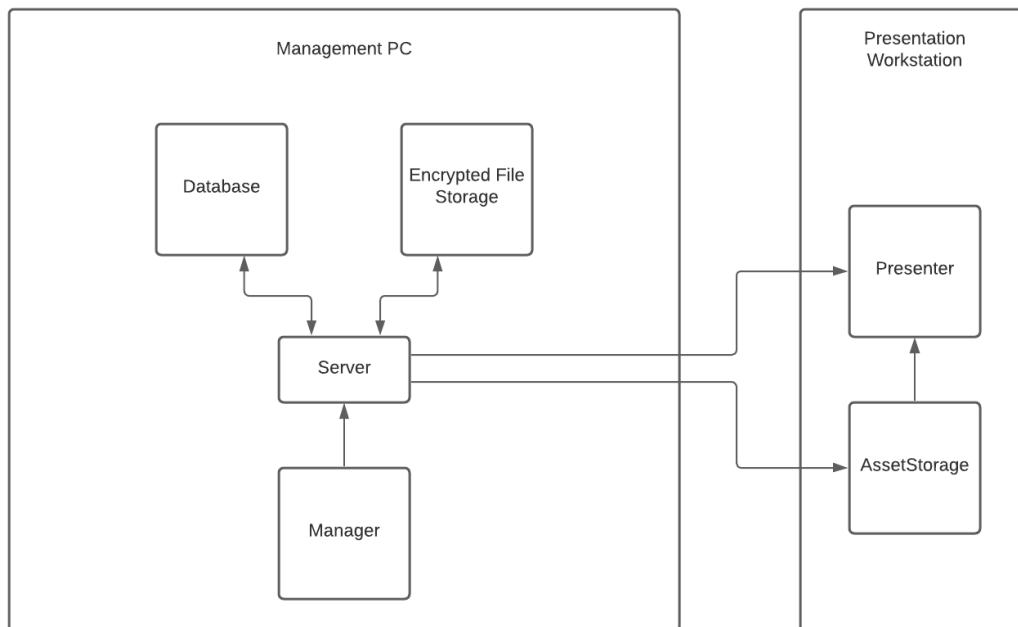 Management PC
Presentation
Workstation
Database
Encrypted File
Storage
Presenter
Server
AssetStorage
Manager